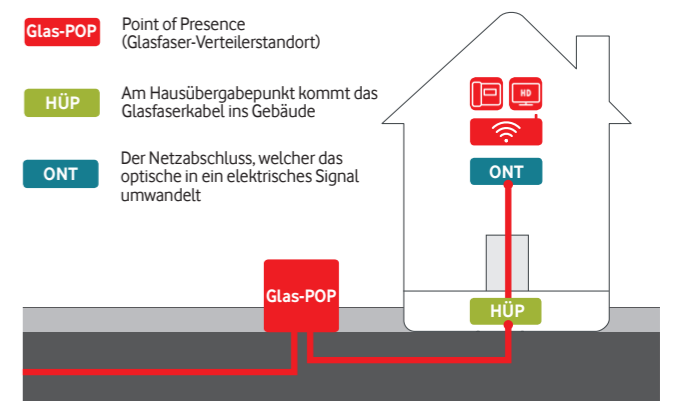 Glas-POP
Point of Presence
(Glasfaser-Verteilerstandort)
HÜP
Am Hausübergabepunkt kommt das
Glasfaserkabel ins Gebäude
ONT
Der Netzabschluss, welcher das
optische in ein elektrisches Signal
umwandelt
HD
ONT
Glas-POP
HÜP